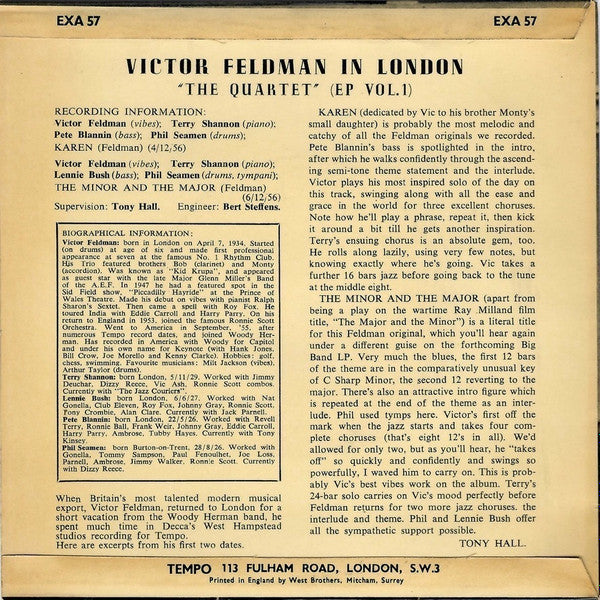 EXA 57
EXA 57
VICTOR FELDMAN IN LONDON
"THE QUARTET" (EP VOL.1)
RECORDING INFORMATION:
Victor Feldman (vibes); Terry Shannon (piano);
Pete Blannin (bass); Phil Seamen (drums);
KAREN (Feldman) (4/12/56)
Victor Feldman (vibes); Terry Shannon (piano);
Lennie Bush (bass); Phil Seamen (drums, tympani);
THE MINOR AND THE MAJOR (Feldman)
(6/12/56)
Supervision: Tony Hall. Engineer: Bert Steffens.
BIOGRAPHICAL INFORMATION:
Victor Feldman: born in London on April 7, 1934. Started
(on drums) at age of six and made first professional
appearance at seven at the famous No. 1 Rhythm Club.
His Trio featured brothers Bob (clarinet) and Monty
(accordion). Was known as "Kid Krupa", and appeared
as guest star with the late Major Glenn Miller's Band
of the A.E.F. In 1947 he had a featured spot in the
Sid Field show, "Piccadilly Hayride" at the Prince of
Wales Theatre. Made his debut on vibes with pianist Ralph
Sharon's Sextet. Then came a spell with Roy Fox. He
toured India with Eddie Carroll and Harry Parry. On his
return to England in 1953, joined the famous Ronnie Scott
Orchestra. Went to America in September, '55, after
numerous Tempo record dates, and joined Woody Her-
man. Has recorded in America with Woody for Capitol
and under his own name for Keynote (with Hank Jones,
Bill Crow, Joe Morello and Kenny Clarke). Hobbies: golf,
chess, swimming. Favourite musicians: Milt Jackson (vibes),
Arthur Taylor (drums).
Terry Shannon: born London, 5/11/29. Worked with Jimmy
Deuchar, Dizzy Reece, Vic Ash, Ronnie Scott combos.
Currently with "The Jazz Couriers".
Lennie Bush: born London, 6/6/27. Worked with Nat
Gonella, Club Eleven, Roy Fox, Johnny Gray, Ronnie Scott,
Tony Crombie, Alan Clare. Currently with Jack Parnell.
Pete Blannin: born London, 22/5/26. Worked with Revell
Terry, Ronnie Ball, Frank Weir, Johnny Gray, Eddie Carroll,
Harry Parry, Ambrose, Tubby Hayes. Currently with Tony
Kinsey.
Phil Seamen: born Burton-on-Trent, 28/8/26. Worked with
Gonella, Tommy Sampson, Paul Fenoulhet, Joe Loss,
Parnell, Ambrose, Jimmy Walker, Ronnie Scott. Currently
with Dizzy Reece.
When Britain's most talented modern musical
export, Victor Feldman, returned to London for a
short vacation from the Woody Herman band, he
spent much time in Decca's West Hampstead
studios recording for Tempo.
Here are excerpts from his first two dates.
KAREN (dedicated by Vic to his brother Monty's
small daughter) is probably the most melodic and
catchy of all the Feldman originals we recorded.
Pete Blannin's bass is spotlighted in the intro,
after which he walks confidently through the ascend-
ing semi-tone theme statement and the interlude.
Victor plays his most inspired solo of the day on
this track, swinging along with all the ease and
grace in the world for three excellent choruses.
Note how he'll play a phrase, repeat it, then kick
it around a bit till he gets another inspiration.
Terry's ensuing chorus is an absolute gem, too.
He rolls along lazily, using very few notes, but
knowing exactly where he's going. Vic takes a
further 16 bars jazz before going back to the tune
at the middle eight.
THE MINOR AND THE MAJOR (apart from
being a play on the wartime Ray Milland film
title, "The Major and the Minor") is a literal title
for this Feldman original, which you'll hear again
under a different guise on the forthcoming Big
Band LP. Very much the blues, the first 12 bars
of the theme are in the comparatively unusual key
of C Sharp Minor, the second 12 reverting to the
major. There's also an attractive intro figure which
is repeated at the end of the theme as an inter-
lude. Phil used tymps here. Victor's first off the
mark when the jazz starts and takes four com-
plete choruses (that's eight 12's in all). We'd
allowed for only two, but as you'll hear, he "takes
off" so quickly and confidently and swings so
powerfully, I waved him to carry on. This is prob-
ably Vic's best vibes work on the album. Terry's
24-bar solo carries on Vic's mood perfectly before
Feldman returns for two more jazz choruses. the
interlude and theme. Phil and Lennie Bush offer
all the sympathetic support possible.
TONY HALL.
TEMPO 113 FULHAM ROAD, LONDON, S.W.3
Printed in England by West Brothers, Mitcham, Surrey